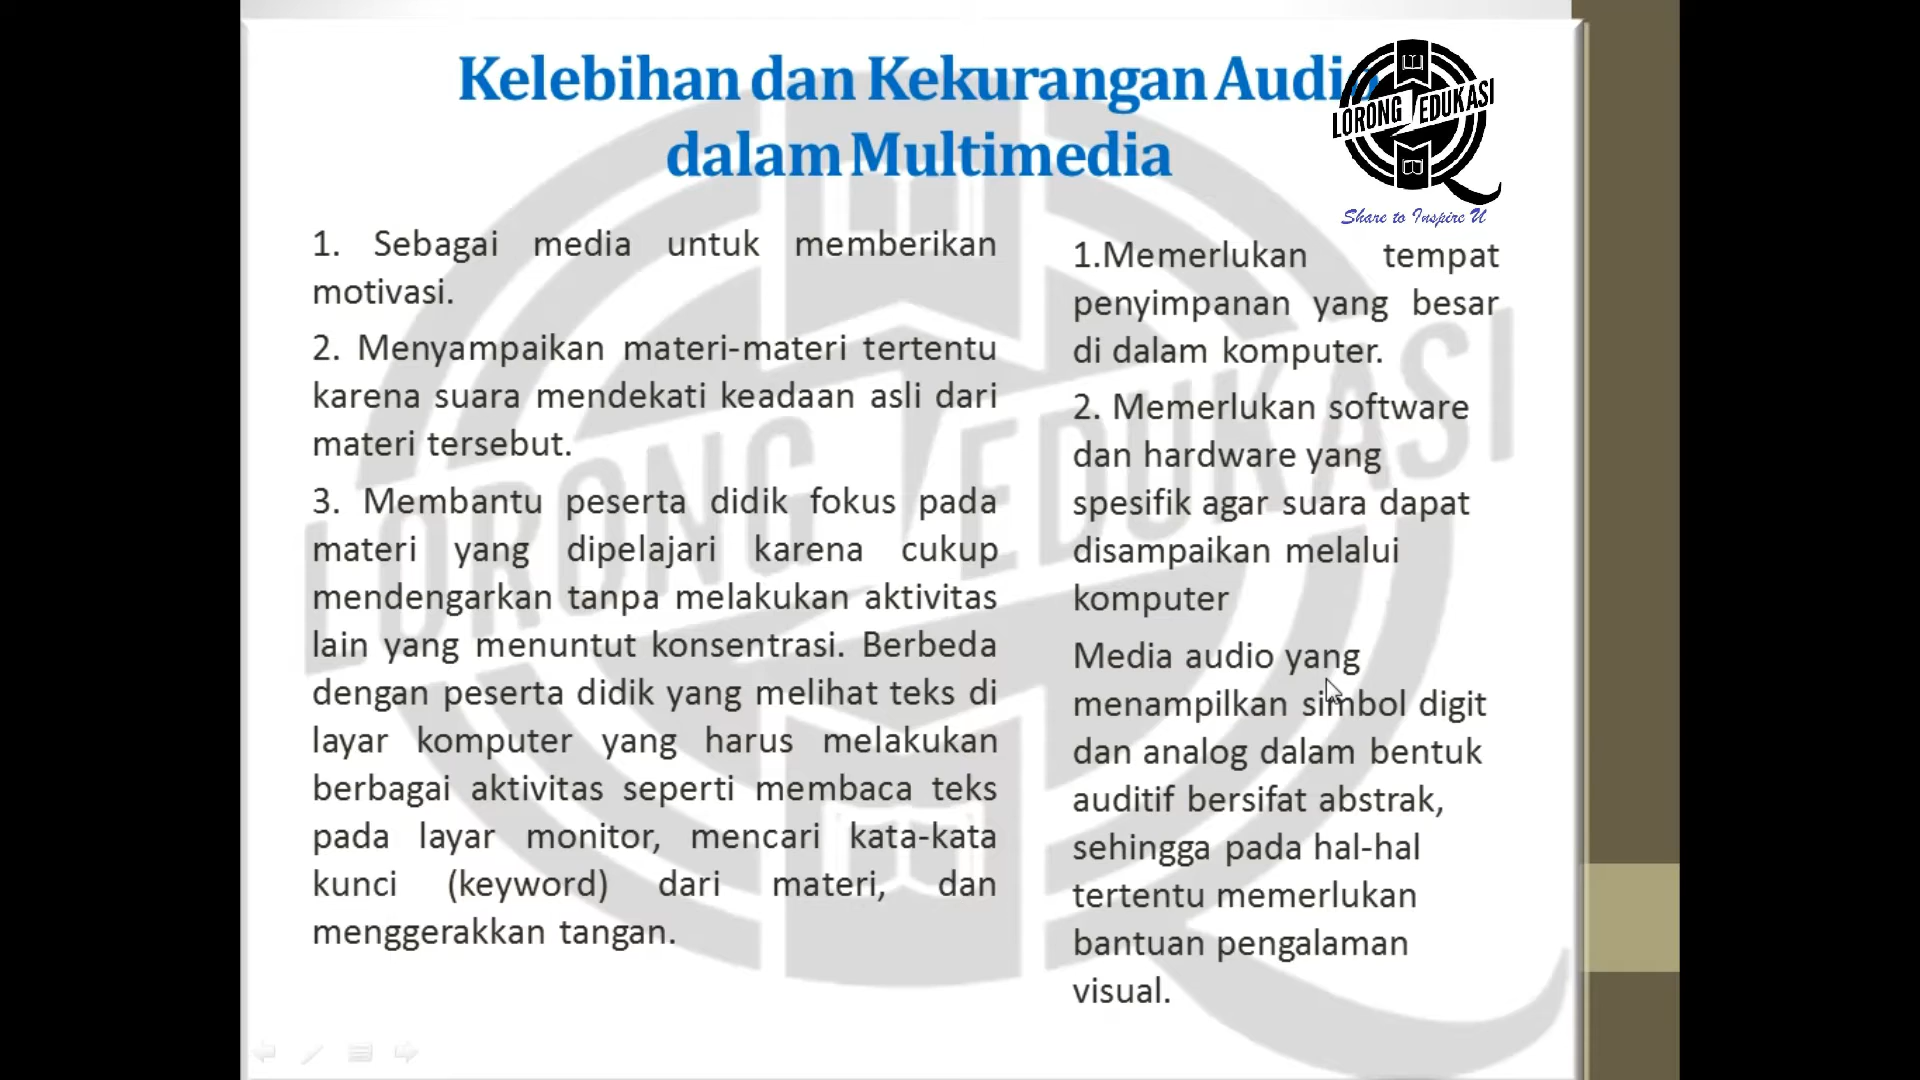 Kelebihan dan Kekurangan Audio
dalam Multimedia
LORONG EDUKASI
Share to Inspire U
1. Sebagai media untuk memberikan
motivasi.
2. Menyampaikan materi-materi tertentu
karena suara mendekati keadaan asli dari
materi tersebut.
3. Membantu peserta didik fokus pada
materi yang dipelajari karena cukup
mendengarkan tanpa melakukan aktivitas
lain yang menuntut konsentrasi. Berbeda
dengan peserta didik yang melihat teks di
layar komputer yang harus melakukan
berbagai aktivitas seperti membaca teks
pada layar monitor, mencari kata-kata
kunci (keyword) dari materi, dan
menggerakkan tangan.
1.Memerlukan tempat
penyimpanan yang besar
di dalam komputer.
2. Memerlukan software
dan hardware yang
spesifik agar suara dapat
disampaikan melalui
komputer
Media audio yang
menampilkan simbol digit
dan analog dalam bentuk
auditif bersifat abstrak,
sehingga pada hal-hal
tertentu memerlukan
bantuan pengalaman
visual.
LORONG EDUKASI